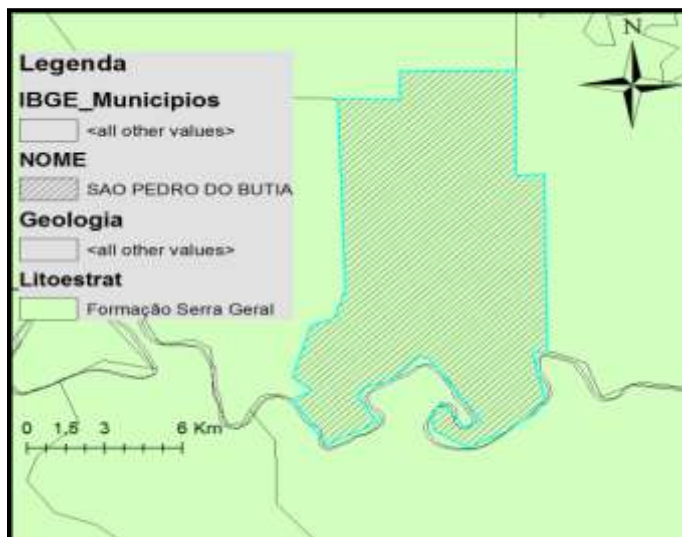 N
Legenda
IBGE_Municipios
<all other values>
NOME
SAO PEDRO DO BUTIA
Geologia
<all other values>
Litoestrat
Formação Serra Geral
0 1,5 3 6 Km